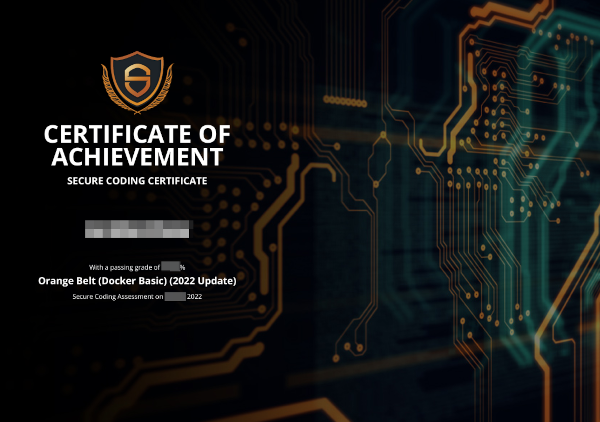 CERTIFICATE OF
ACHIEVEMENT
SECURE CODING CERTIFICATE
With a passing grade of %
Orange Belt (Docker Basic) (2022 Update)
Secure Coding Assessment on 2022